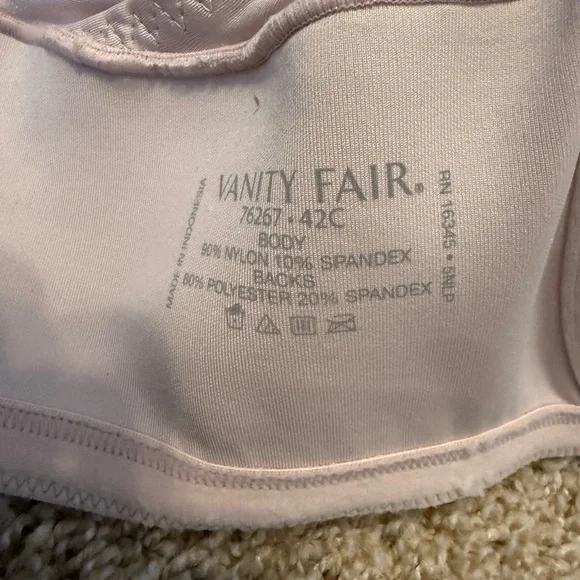 VANITY FAIR®
76267 • 42C
BODY
90% NYLON 10% SPANDEX
BACKS
80% POLYESTER 20% SPANDEX
MADE IN INDONESIA
RN 16345 •